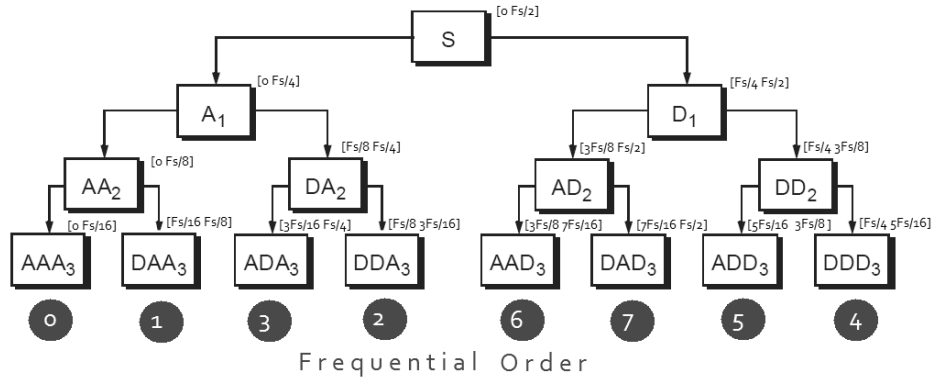 [0 Fs/2]
S
[0 Fs/4]
[Fs/4 Fs/2]
A1
D1
[0 Fs/8]
[Fs/8 Fs/4]
[3Fs/8 Fs/2]
[Fs/4 3Fs/8]
AA2
DA2
AD2
DD2
[0 Fs/16]
[Fs/16 Fs/8]
[3Fs/16 Fs/4]
[Fs/8 3Fs/16]
[3Fs/8 7Fs/16]
[7Fs/16 Fs/2]
[5Fs/16 3Fs/8]
[Fs/4 5Fs/16]
AAA3
DAA3
ADA3
DDA3
AAD3
DAD3
ADD3
DDD3
0 1 3 2 6 7 5 4
Frequential Order